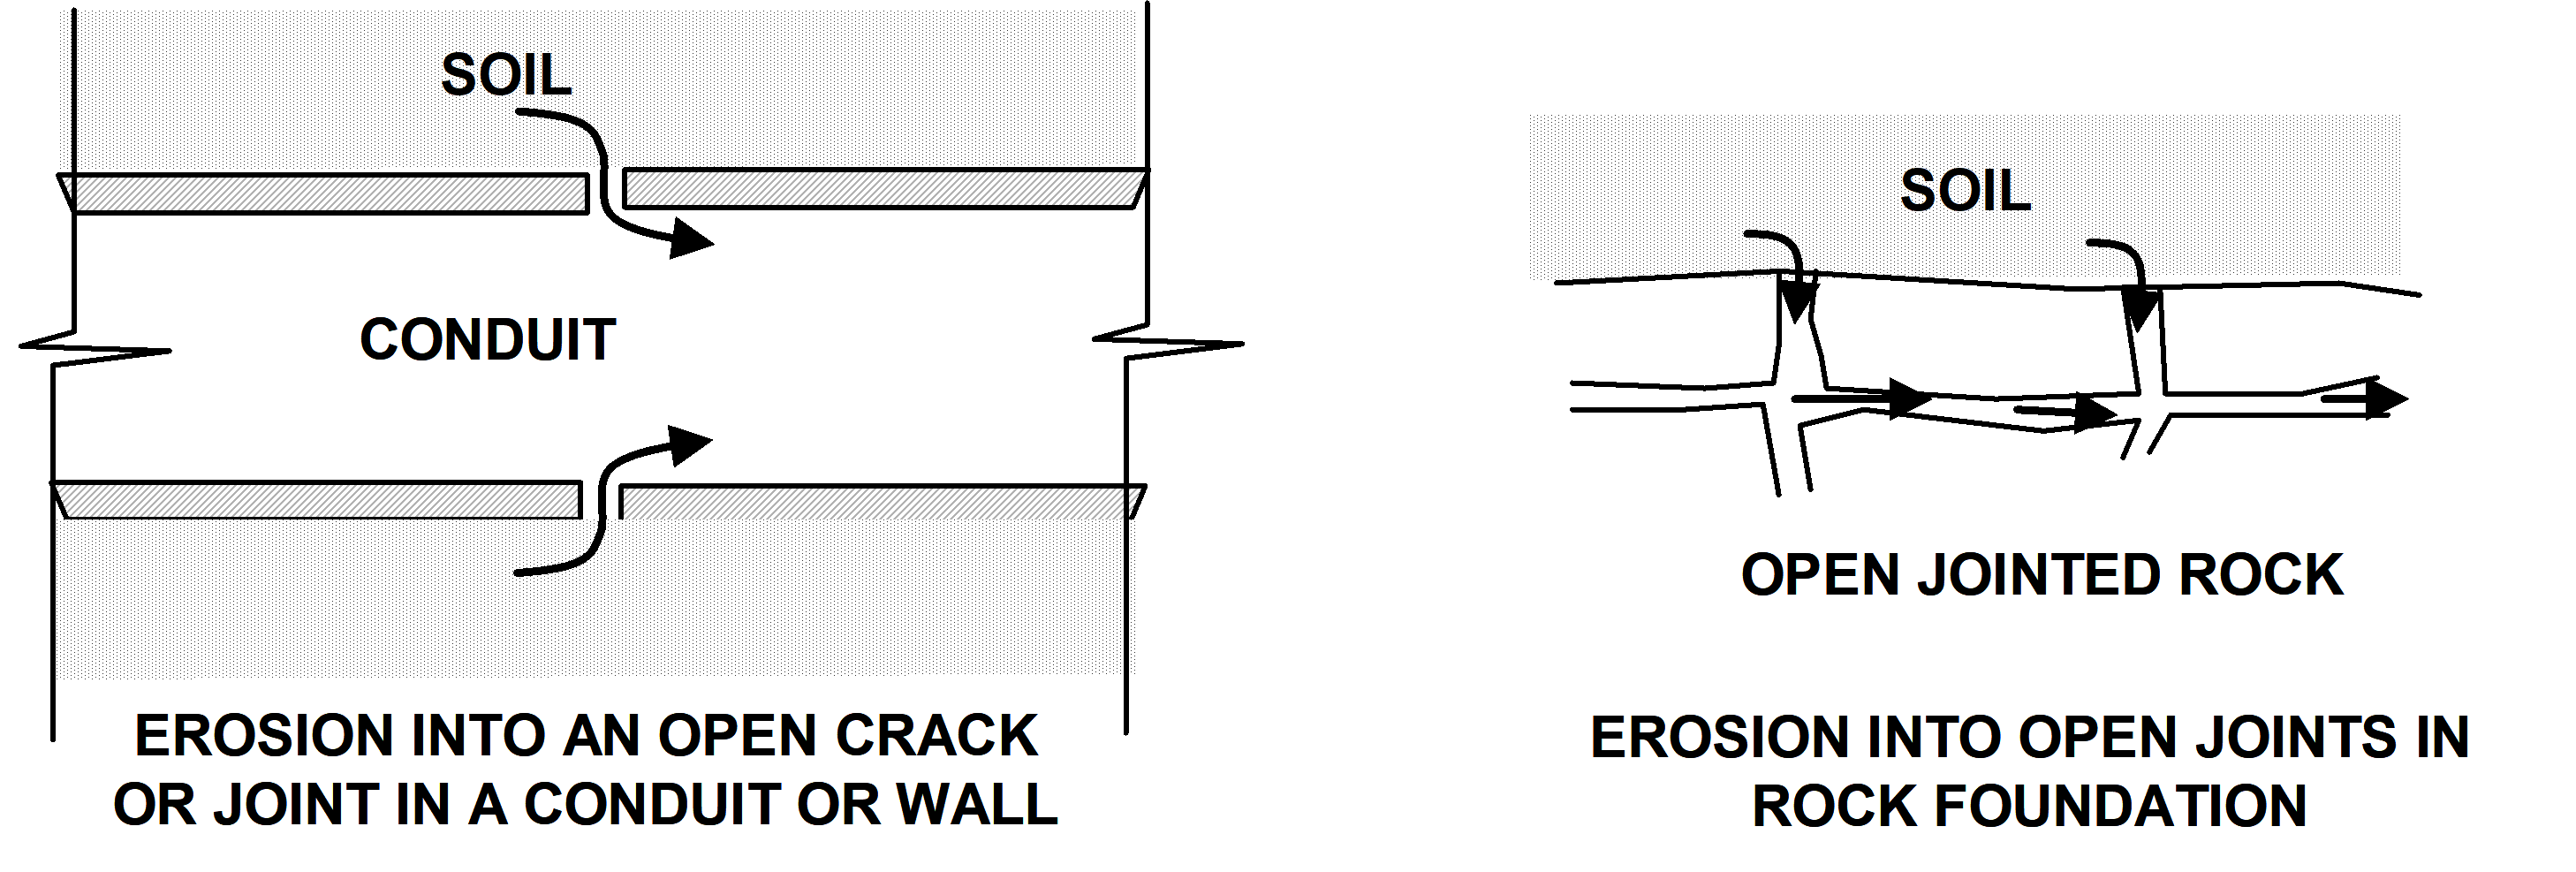 SOIL
CONDUIT
EROSION INTO AN OPEN CRACK
OR JOINT IN A CONDUIT OR WALL
SOIL
OPEN JOINTED ROCK
EROSION INTO OPEN JOINTS IN
ROCK FOUNDATION